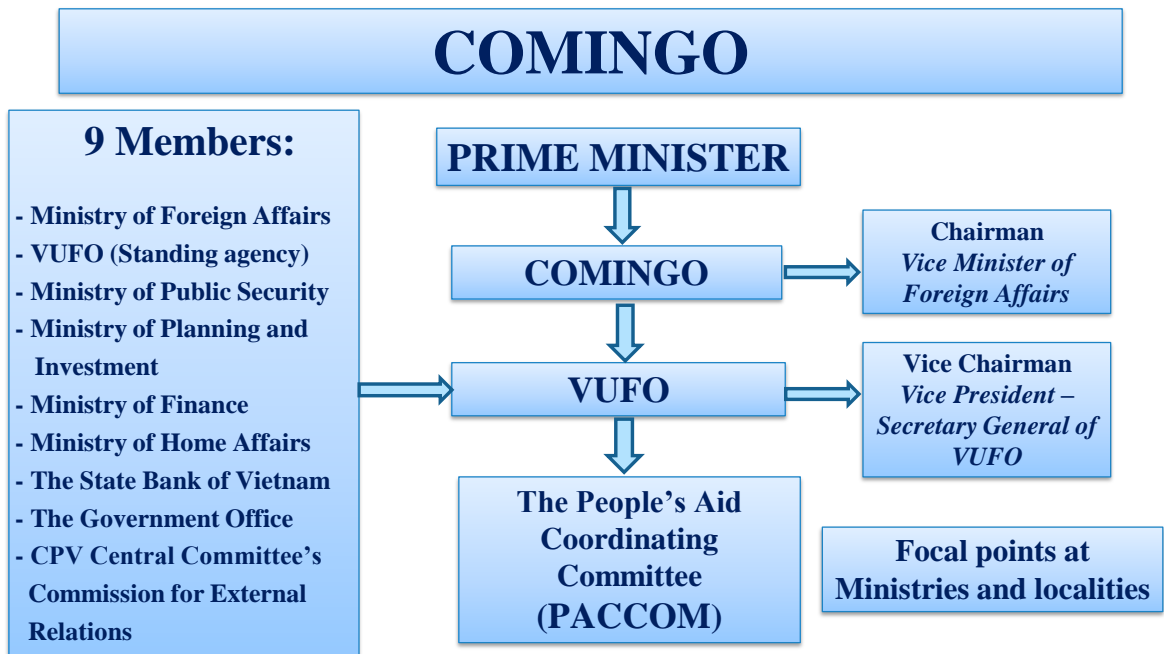 COMINGO
9 Members:
- Ministry of Foreign Affairs
- VUFO (Standing agency)
- Ministry of Public Security
- Ministry of Planning and
Investment
- Ministry of Finance
- Ministry of Home Affairs
- The State Bank of Vietnam
- The Government Office
- CPV Central Committee’s
Commission for External
Relations
PRIME MINISTER
COMINGO
Chairman
Vice Minister of
Foreign Affairs
VUFO
Vice Chairman
Vice President –
Secretary General of
VUFO
The People’s Aid
Coordinating
Committee
(PACCOM)
Focal points at
Ministries and localities